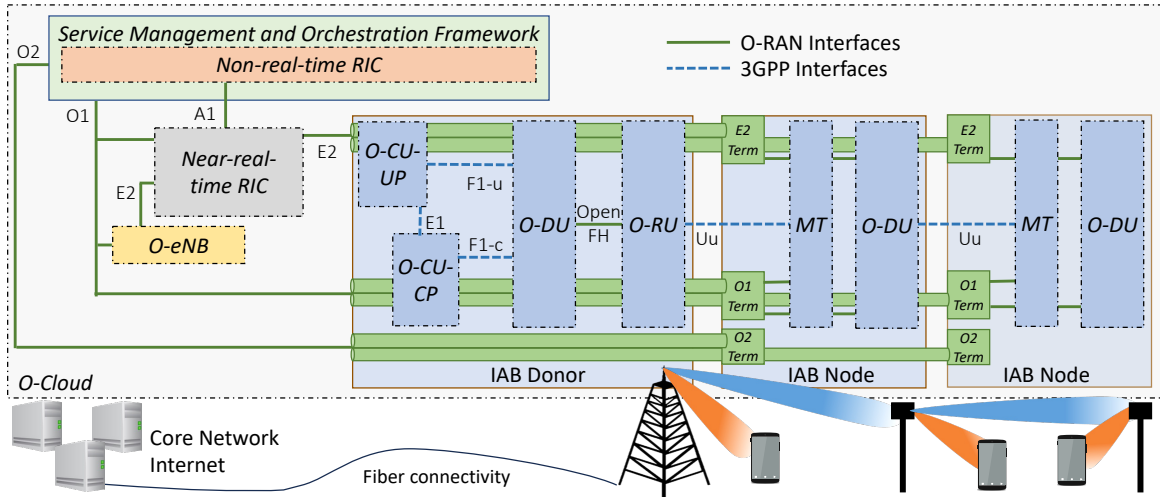 Service Management and Orchestration Framework
Non-real-time RIC
O2
O-RAN Interfaces
3GPP Interfaces
O1
A1
Near-real-
time RIC
E2
E2
O-eNB
O-CU-
UP
F1-u
E1
F1-c
O-CU-
CP
O-DU
Open
FH
O-RU
Uu
E2
Term
MT
O-DU
O1
Term
O2
Term
Uu
E2
Term
MT
O-DU
O1
Term
O2
Term
O-Cloud
IAB Donor
IAB Node
IAB Node
Core Network
Internet
Fiber connectivity